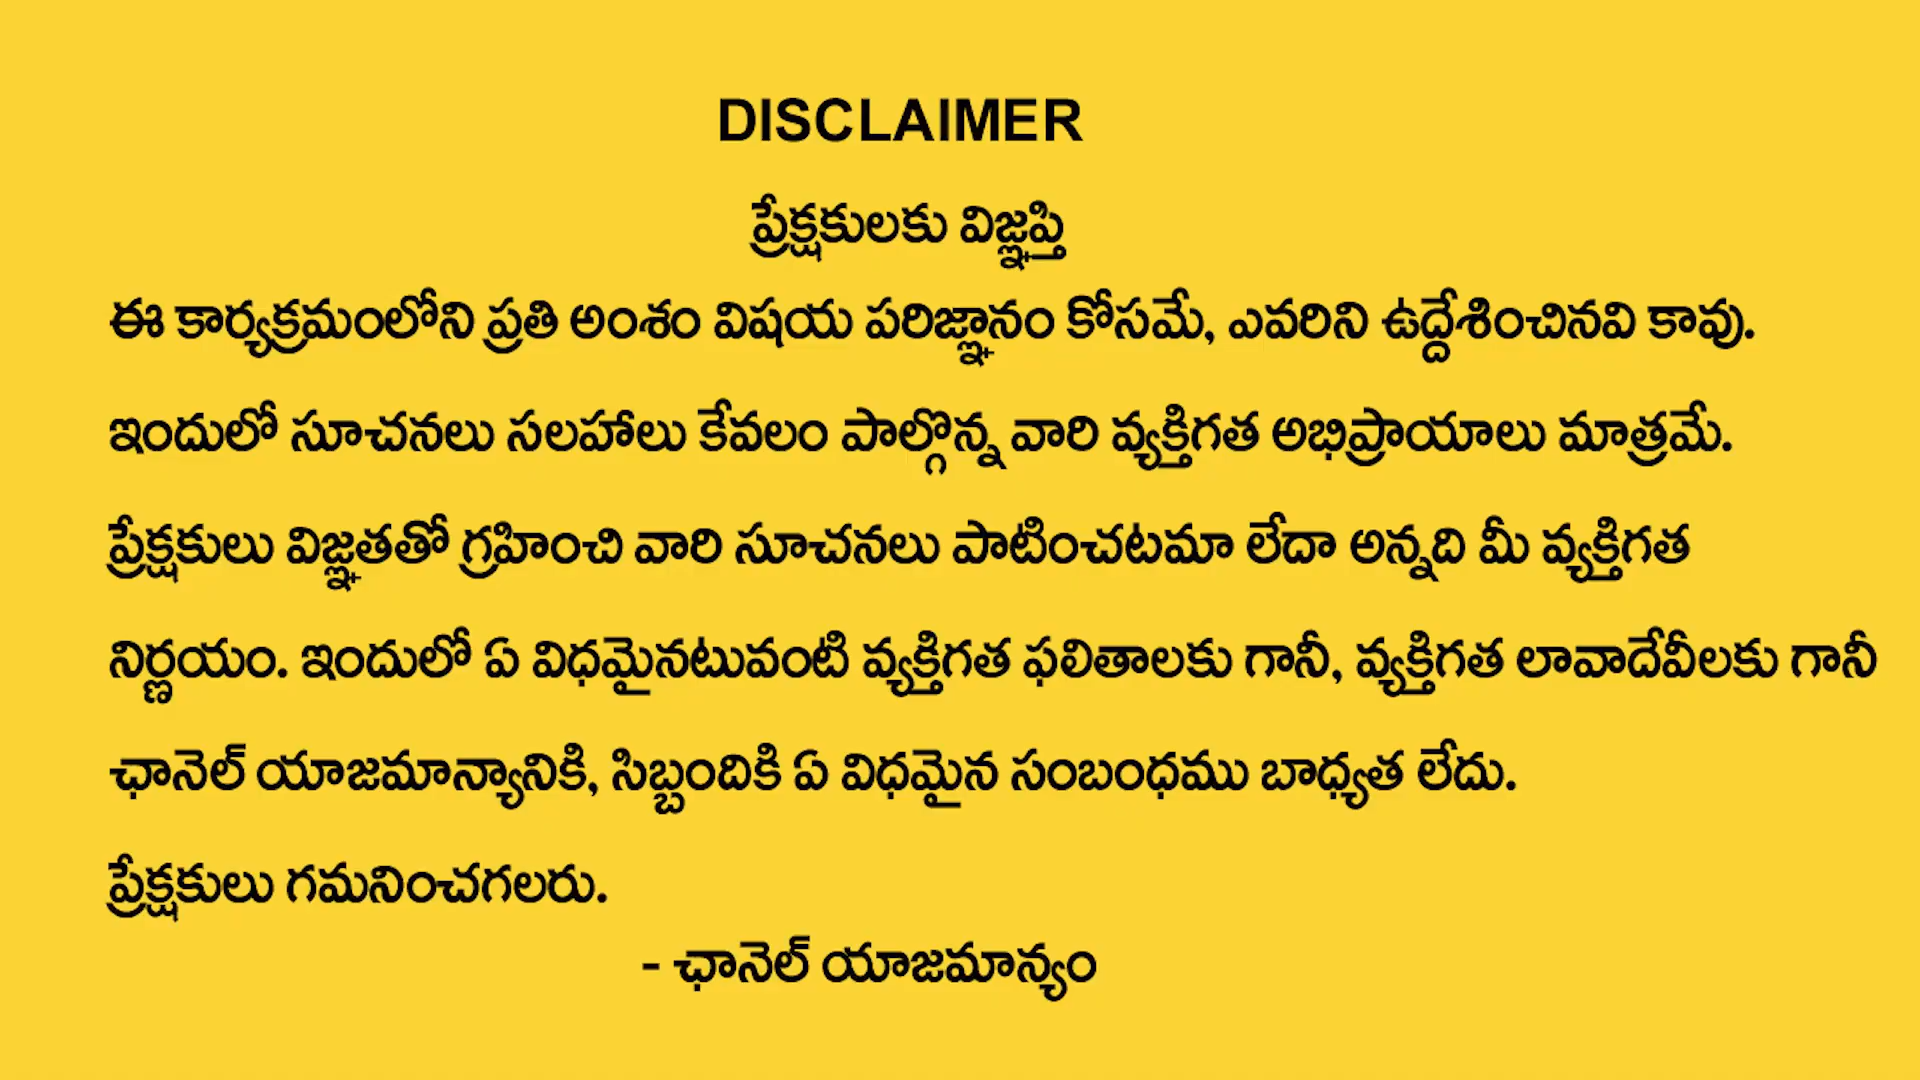 DISCLAIMER
ప్రేక్షకులకు విజ్ఞప్తి
ఈ కార్యక్రమంలోని ప్రతి అంశం విషయ పరిజ్ఞానం కోసమే, ఎవరిని ఉద్దేశించినవి కావు.
ఇందులో సూచనలు సలహాలు కేవలం పాల్గొన్న వారి వ్యక్తిగత అభిప్రాయాలు మాత్రమే.
ప్రేక్షకులు విజ్ఞతతో గ్రహించి వారి సూచనలు పాటించటమా లేదా అన్నది మీ వ్యక్తిగత
నిర్ణయం. ఇందులో ఏ విధమైనటువంటి వ్యక్తిగత ఫలితాలకు గానీ, వ్యక్తిగత లావాదేవీలకు గానీ
ఛానెల్ యాజమాన్యానికి, సిబ్బందికి ఏ విధమైన సంబంధము బాధ్యత లేదు.
ప్రేక్షకులు గమనించగలరు.
- ఛానెల్ యాజమాన్యం